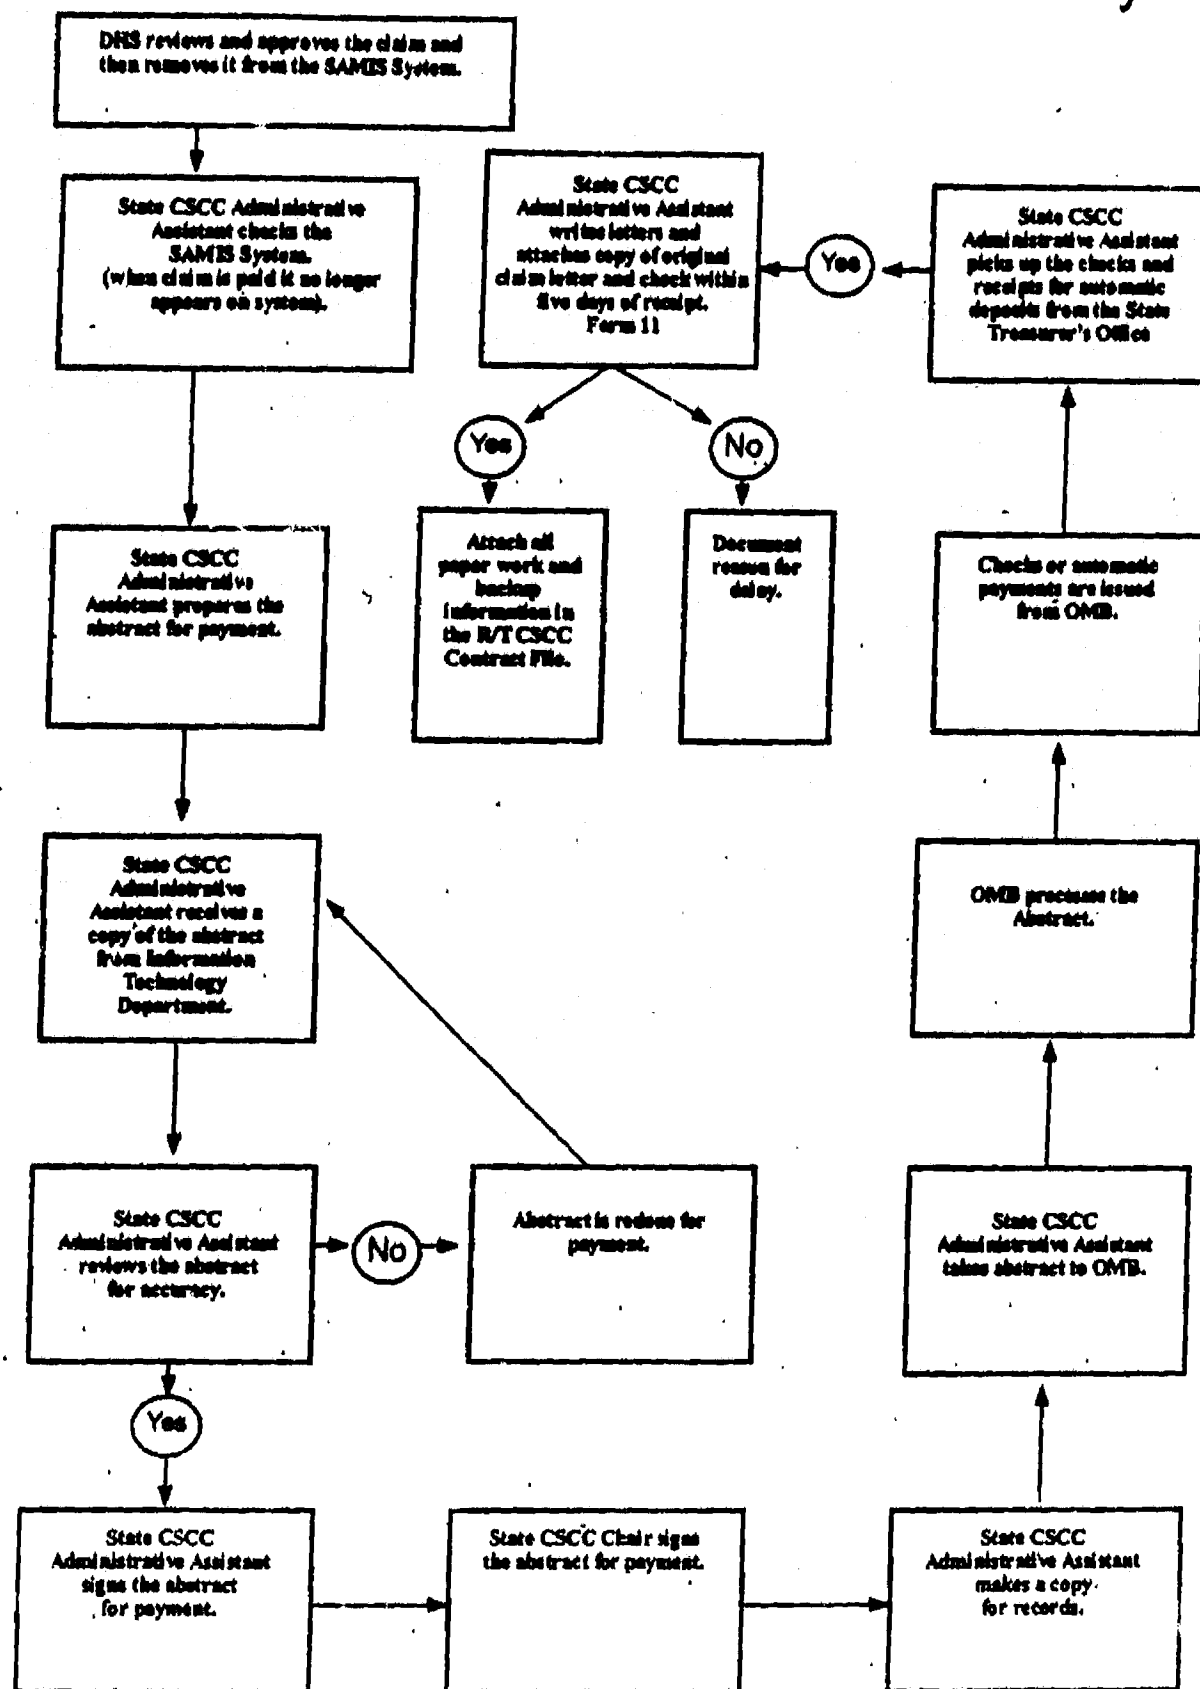 DHS reviews and approves the claim and
then removes it from the SAMIS System.
State CSCC Administrative
Assistant checks the
SAMIS System.
(when claim is paid it no longer
appears on system).
State CSCC
Administrative
Assistant prepares the
abstract for payment.
State CSCC
Administrative
Assistant receives a
copy of the abstract
from Information
Technology
Department.
State CSCC
Administrative Assistant
reviews the abstract
for accuracy.
No
Abstract is redone for
payment.
Yes
State CSCC
Administrative Assistant
signs the abstract
for payment.
State CSCC Chair signs
the abstract for payment.
State CSCC
Administrative Assistant
makes a copy
for records.
State CSCC
Administrative Assistant
takes abstract to OMB.
OMB processes the
Abstract.
Checks or automatic
payments are issued
from OMB.
State CSCC
Administrative Assistant
picks up the checks and
receipts for automatic
deposits from the State
Treasurer's Office
Yes
State CSCC
Administrative Assistant
writes letters and
attaches copy of original
claim letter and check within
five days of receipt.
Form 11
Yes
Attach all
paper work and
backup
information in
the R/T CSCC
Contract File.
No
Document
reason for
delay.